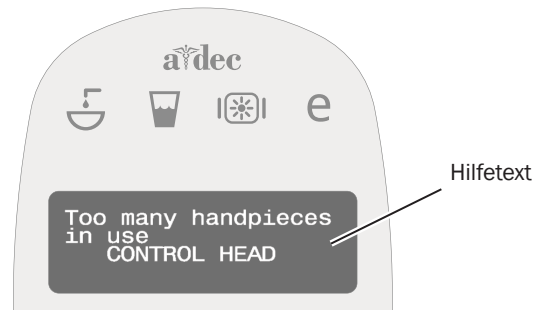 a dec
e
Hilfetext
Too many handpieces
in use
CONTROL HEAD